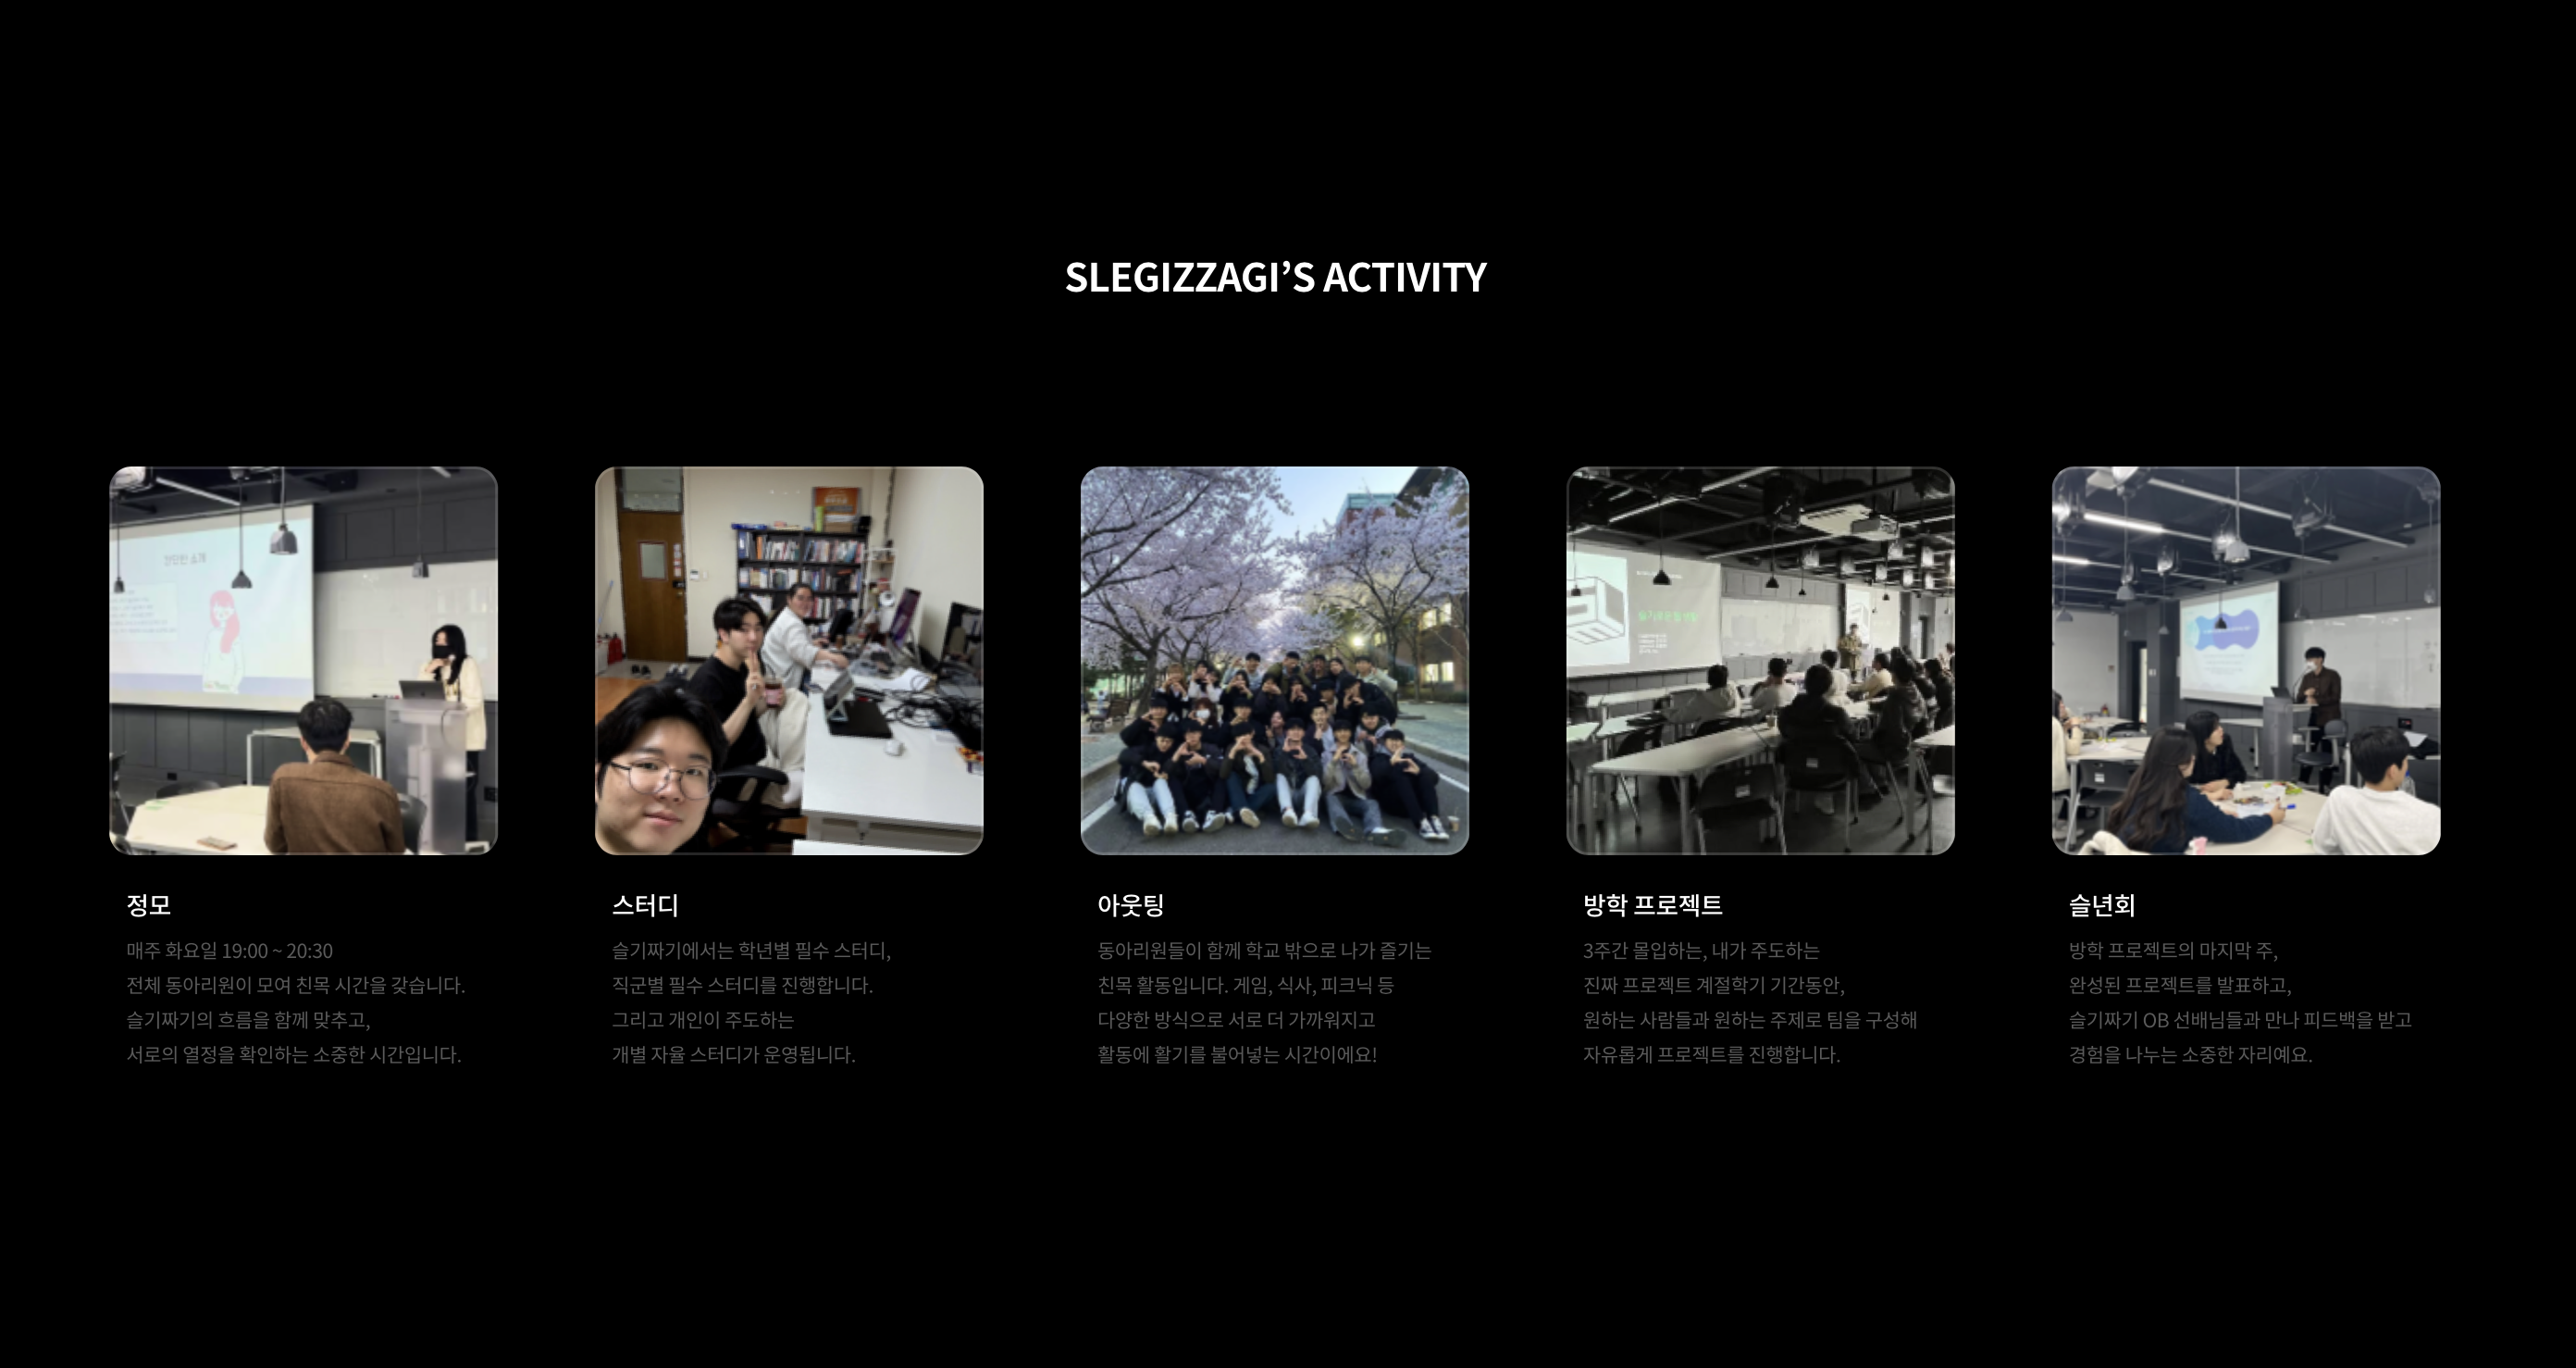 SLEGIZZAGI’S ACTIVITY
간단한 소개
정모
매주 화요일 19:00 ~ 20:30
전체 동아리원이 모여 친목 시간을 갖습니다.
슬기짜기의 흐름을 함께 맞추고,
서로의 열정을 확인하는 소중한 시간입니다.
스터디
슬기짜기에서는 학년별 필수 스터디,
직군별 필수 스터디를 진행합니다.
그리고 개인이 주도하는
개별 자율 스터디가 운영됩니다.
아웃팅
동아리원들이 함께 학교 밖으로 나가 즐기는
친목 활동입니다. 게임, 식사, 피크닉 등
다양한 방식으로 서로 더 가까워지고
활동에 활기를 불어넣는 시간이에요!
방학 프로젝트
3주간 몰입하는, 내가 주도하는
진짜 프로젝트 계절학기 기간동안,
원하는 사람들과 원하는 주제로 팀을 구성해
자유롭게 프로젝트를 진행합니다.
슬년회
방학 프로젝트의 마지막 주,
완성된 프로젝트를 발표하고,
슬기짜기 OB 선배님들과 만나 피드백을 받고
경험을 나누는 소중한 자리예요.